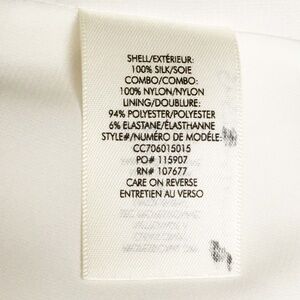 SHELL/EXTÉRIEUR:
100% SILK/SOIE
COMBO/COMBO:
100% NYLON/NYLON
LINING/DOUBLURE:
94% POLYESTER/POLYESTER
6% ELASTANE/ÉLASTHANNE
STYLE#/NUMÉRO DE MODÈLE:
CC706015015
PO# 115907
RN# 107677
CARE ON REVERSE
ENTRETIEN AU VERSO